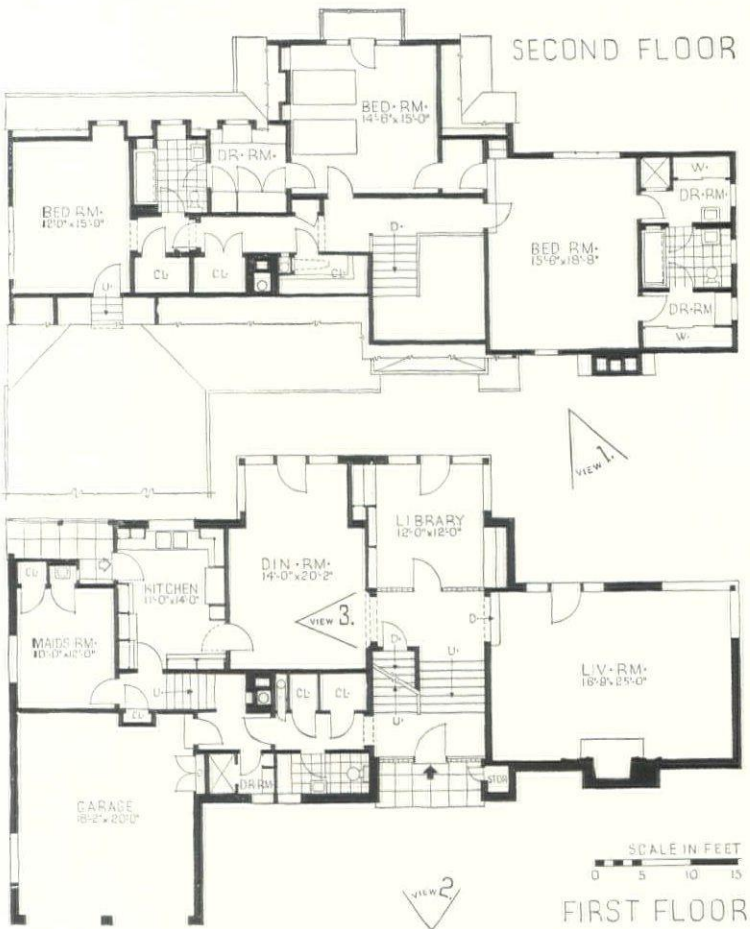 SECOND FLOOR
BED·RM·
14'-6"x15'-0"
DR·RM·
BED RM·
12'-0"x15'-0"
W·
DR·RM·
D·
BED RM·
15'-6"x18'-8"
CL·
CL·
CL·
U·
DR·RM
W·
VIEW 1.
LIBRARY
12'-0"x12'-0"
DIN·RM·
14'-0"x20'-2"
KITCHEN
11'-0"x14'-0"
CL·
VIEW 3.
D·
MAIDS RM·
10'-0"x12'-0"
D·
U·
LIV·RM·
16'-8"x25'-0"
U·
CL·
CL·
CL·
U·
STOR
DR·RM·
GARAGE
18'-2"x20'-0"
SCALE IN FEET
0 5 10 15
VIEW 2.
FIRST FLOOR